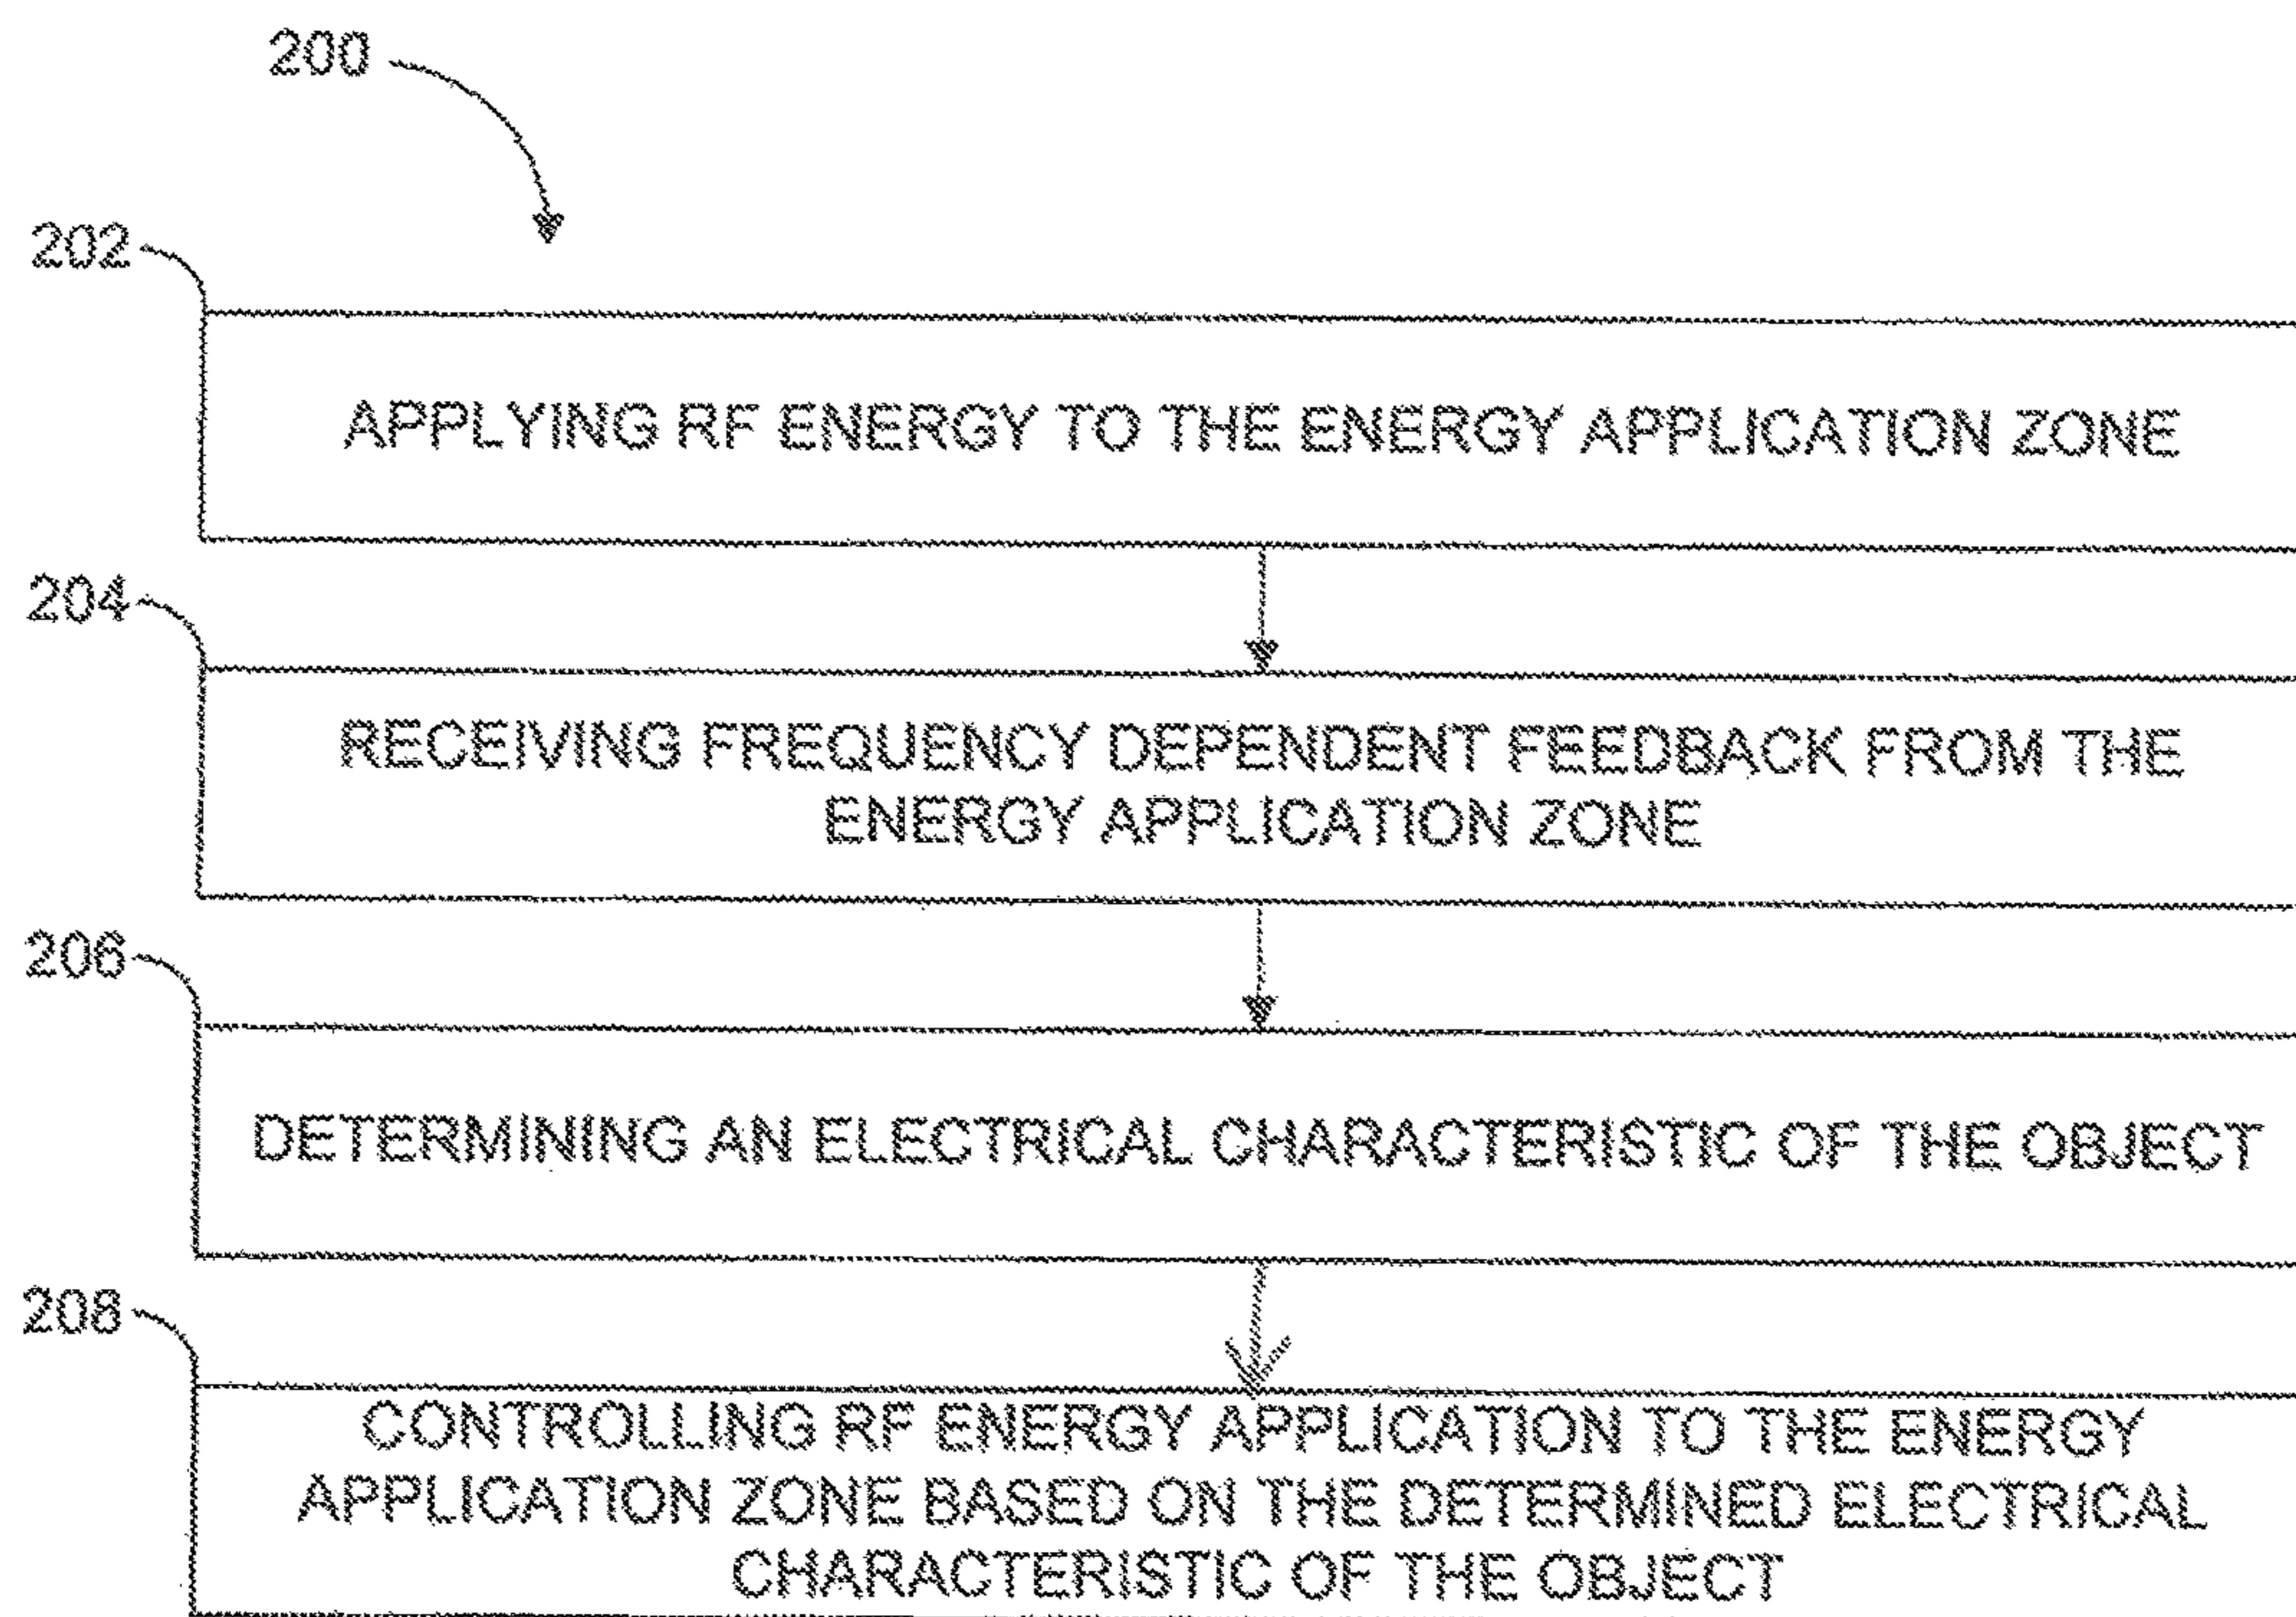 200
202
APPLYING RF ENERGY TO THE ENERGY APPLICATION ZONE
204
RECEIVING FREQUENCY DEPENDENT FEEDBACK FROM THE
ENERGY APPLICATION ZONE
206
DETERMINING AN ELECTRICAL CHARACTERISTIC OF THE OBJECT
208
CONTROLLING RF ENERGY APPLICATION TO THE ENERGY
APPLICATION ZONE BASED ON THE DETERMINED ELECTRICAL
CHARACTERISTIC OF THE OBJECT